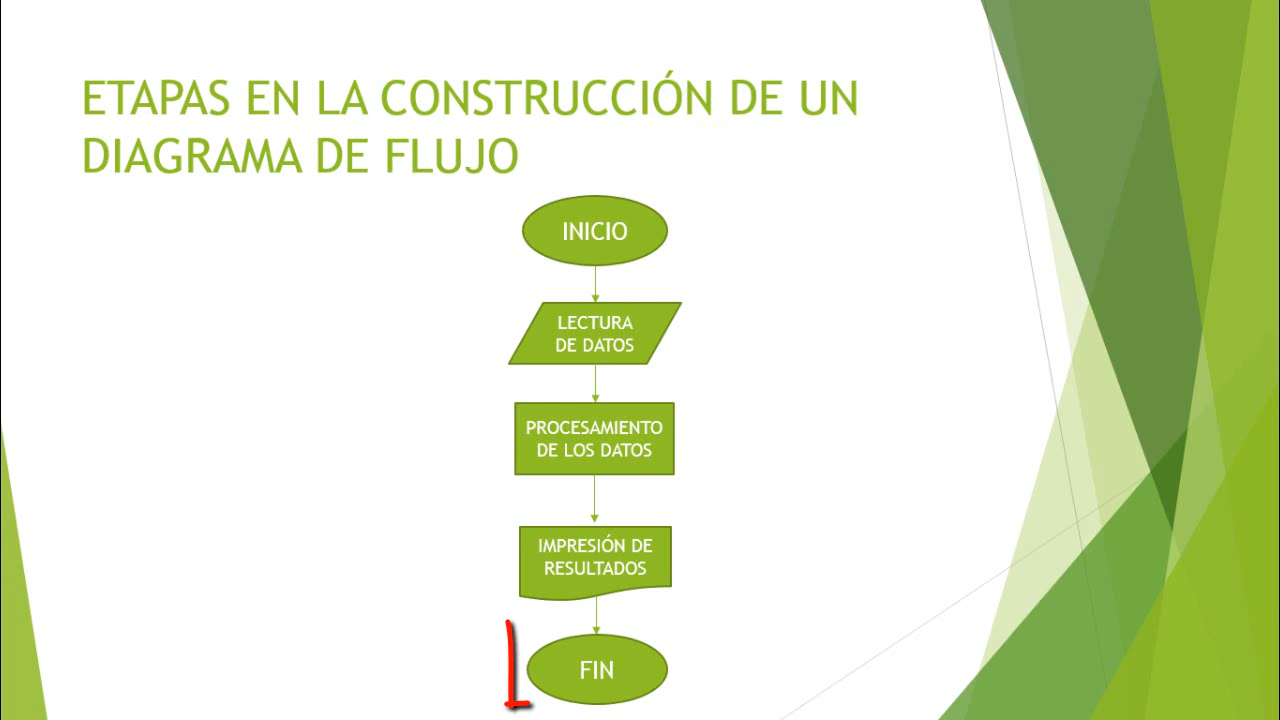 ETAPAS EN LA CONSTRUCCIÓN DE UN
DIAGRAMA DE FLUJO
INICIO
LECTURA
DE DATOS
PROCESAMIENTO
DE LOS DATOS
IMPRESIÓN DE
RESULTADOS
FIN